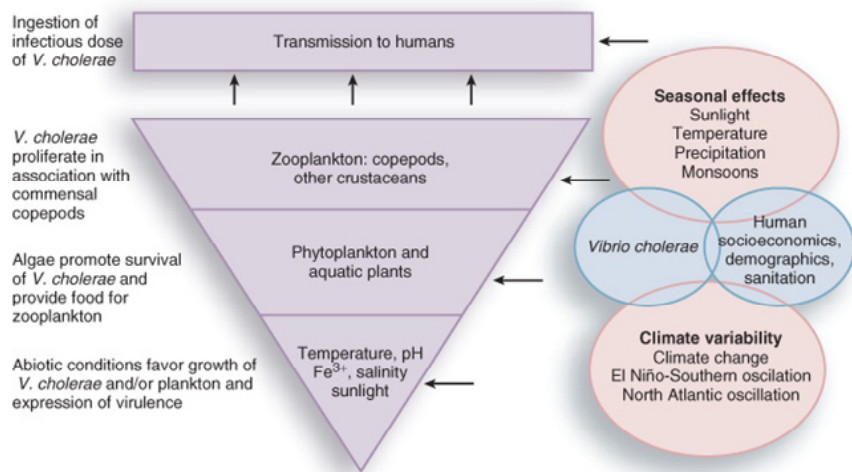 Ingestion of
infectious dose
of V. cholerae
Transmission to humans
V. cholerae
proliferate in
association with
commensal
copepods
Zooplankton: copepods,
other crustaceans
Algae promote survival
of V. cholerae and
provide food for
zooplankton
Phytoplankton and
aquatic plants
Abiotic conditions favor growth of
V. cholerae and/or plankton and
expression of virulence
Temperature, pH
Fe³⁺, salinity
sunlight
Seasonal effects
Sunlight
Temperature
Precipitation
Monsoons
Vibrio cholerae
Human
socioeconomics,
demographics,
sanitation
Climate variability
Climate change
El Niño-Southern oscilation
North Atlantic oscillation